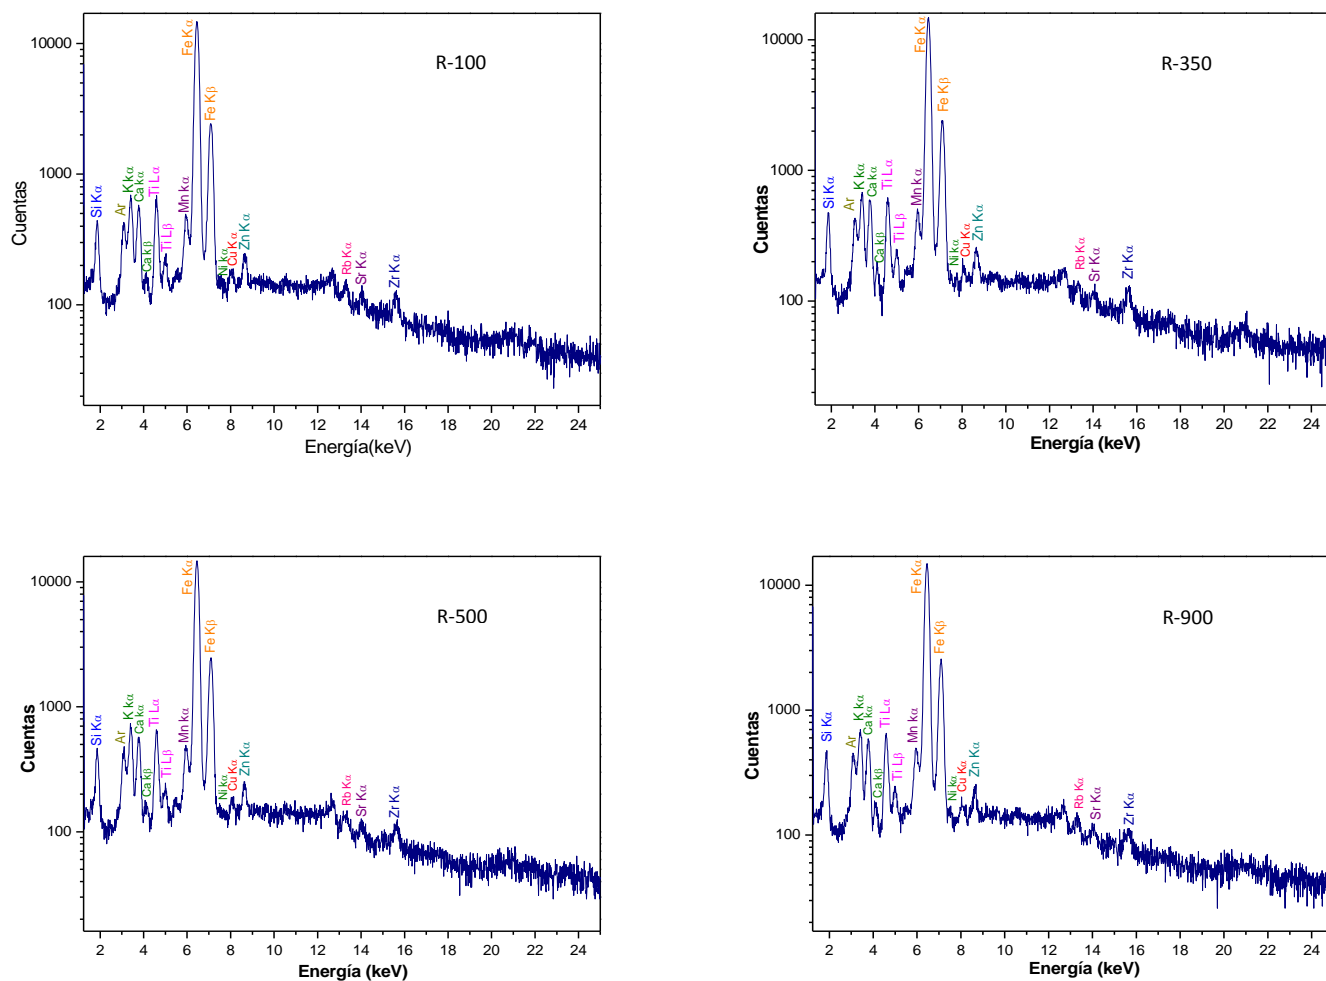 R-100
10000
1000
100
Cuentas
Si Kα
Ar
K kα
Ca kα
Ca kβ
Ti Lα
Ti Lβ
Mn kα
Fe Kα
Fe Kβ
Ni kα
Cu Kα
Zn Kα
Rb Kα
Sr Kα
Zr Kα
2 4 6 8 10 12 14 16 18 20 22 24
Energía(keV)
R-350
10000
1000
100
Cuentas
Si Kα
Ar
K kα
Ca kα
Ca kβ
Ti Lα
Ti Lβ
Mn kα
Fe Kα
Fe Kβ
Ni kα
Cu Kα
Zn Kα
Rb Kα
Sr Kα
Zr Kα
2 4 6 8 10 12 14 16 18 20 22 24
Energía (keV)
R-500
10000
1000
100
Cuentas
Si Kα
Ar
K kα
Ca kα
Ca kβ
Ti Lα
Ti Lβ
Mn kα
Fe Kα
Fe Kβ
Ni kα
Cu Kα
Zn Kα
Rb Kα
Sr Kα
Zr Kα
2 4 6 8 10 12 14 16 18 20 22 24
Energía (keV)
R-900
10000
1000
100
Cuentas
Si Kα
Ar
K kα
Ca kα
Ca kβ
Ti Lα
Ti Lβ
Mn kα
Fe Kα
Fe Kβ
Ni kα
Cu Kα
Zn Kα
Rb Kα
Sr Kα
Zr Kα
2 4 6 8 10 12 14 16 18 20 22 24
Energía (keV)